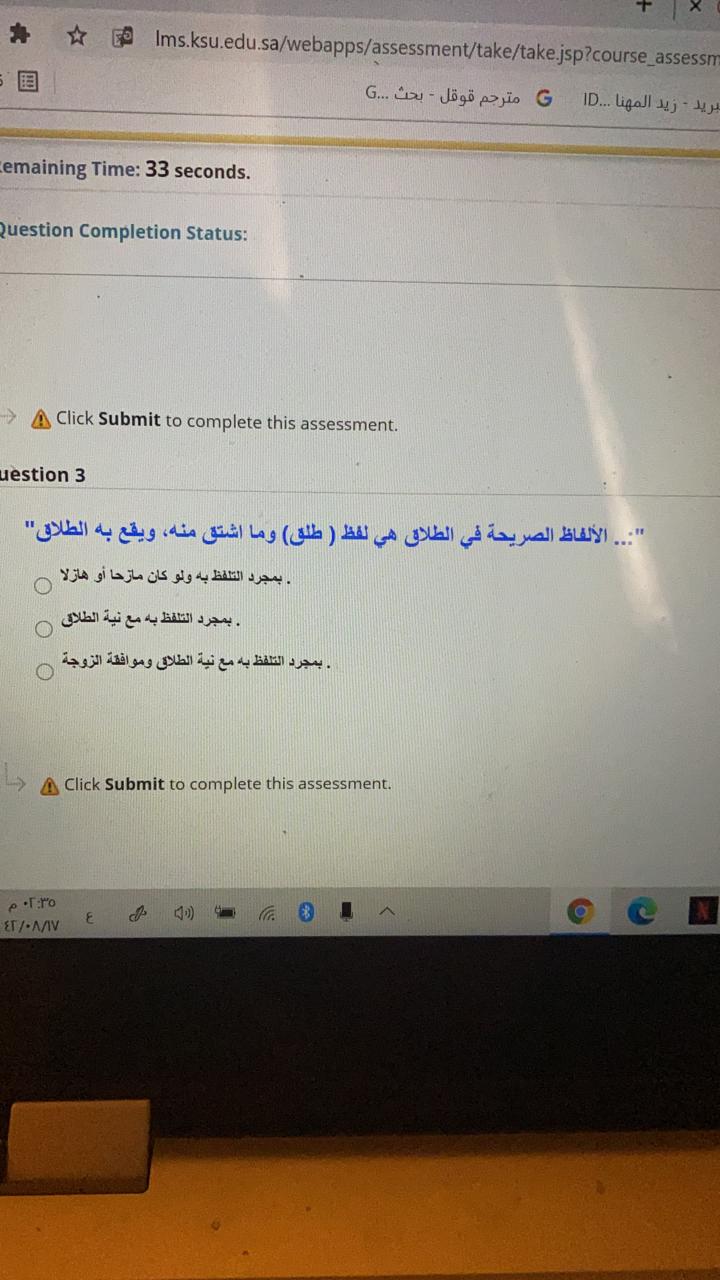 lms.ksu.edu.sa/webapps/assessment/take/take.jsp?course_assessm
بريد - زيد المهنا ...ID
مترجم قوقل - بحث ...G
emaining Time: 33 seconds.
Question Completion Status:
Click Submit to complete this assessment.
uestion 3
":.. الألفاظ الصريحة في الطلاق هي لفظ ( طلق) وما اشتق منه، ويقع به الطلاق"
. بمجرد التلفظ به ولو كان مازحا أو هازلا
. بمجرد التلفظ به مع نية الطلاق
. بمجرد التلفظ به مع نية الطلاق وموافقة الزوجة
Click Submit to complete this assessment.
٠٢:٣٥ م
ع
٤٢/٠٨/١٧